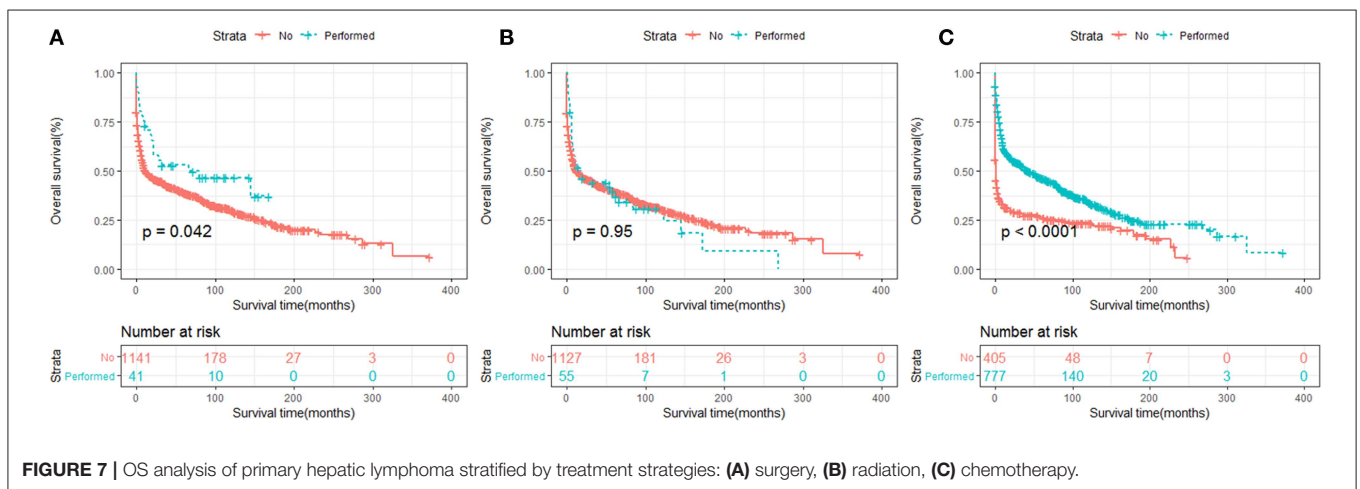 A
Strata No Performed
Overall survival(%)
1.00
0.75
0.50
0.25
0.00
p = 0.042
0 100 200 300 400
Survival time(months)
Number at risk
Strata
No 1141 178 27 3 0
Performed 41 10 0 0 0
0 100 200 300 400
Survival time(months)
B
Strata No Performed
Overall survival(%)
1.00
0.75
0.50
0.25
0.00
p = 0.95
0 100 200 300 400
Survival time(months)
Number at risk
Strata
No 1127 181 26 3 0
Performed 55 7 1 0 0
0 100 200 300 400
Survival time(months)
C
Strata No Performed
Overall survival(%)
1.00
0.75
0.50
0.25
0.00
p < 0.0001
0 100 200 300 400
Survival time(months)
Number at risk
Strata
No 405 48 7 0 0
Performed 777 140 20 3 0
0 100 200 300 400
Survival time(months)
FIGURE 7 | OS analysis of primary hepatic lymphoma stratified by treatment strategies: (A) surgery, (B) radiation, (C) chemotherapy.